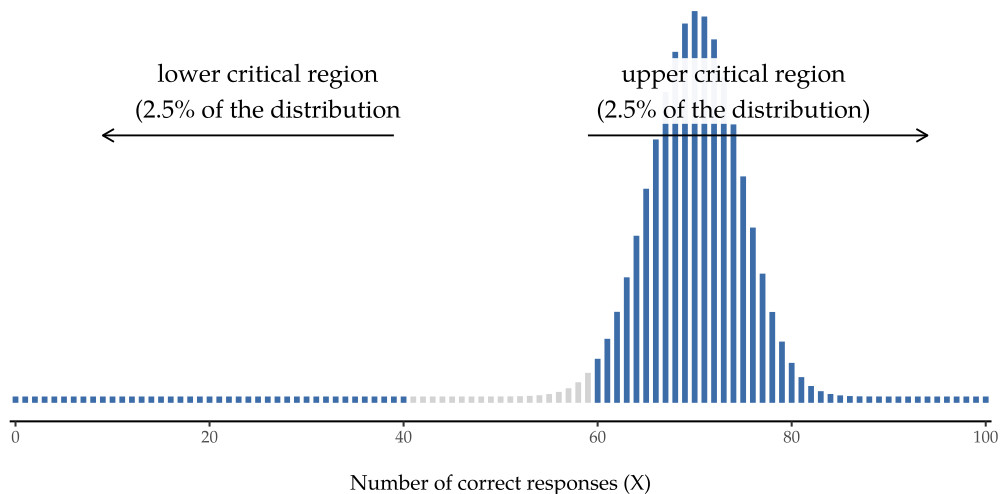 lower critical region
(2.5% of the distribution
upper critical region
(2.5% of the distribution)
0 20 40 60 80 100
Number of correct responses (X)